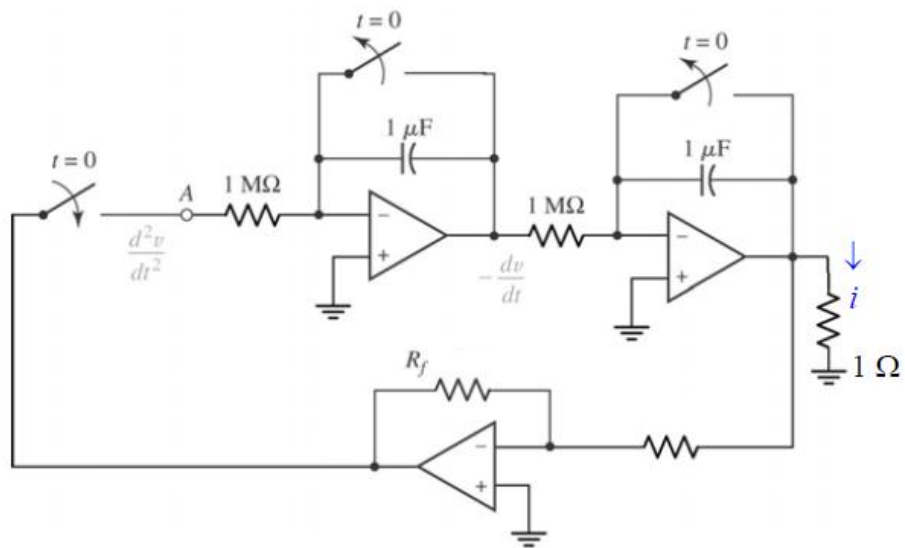 t = 0
t = 0
1 μF
1 μF
t = 0
A
1 MΩ
1 MΩ
−
+
−
+
d²v
dt²
− dv
dt
↓
i
1 Ω
R_f
−
+